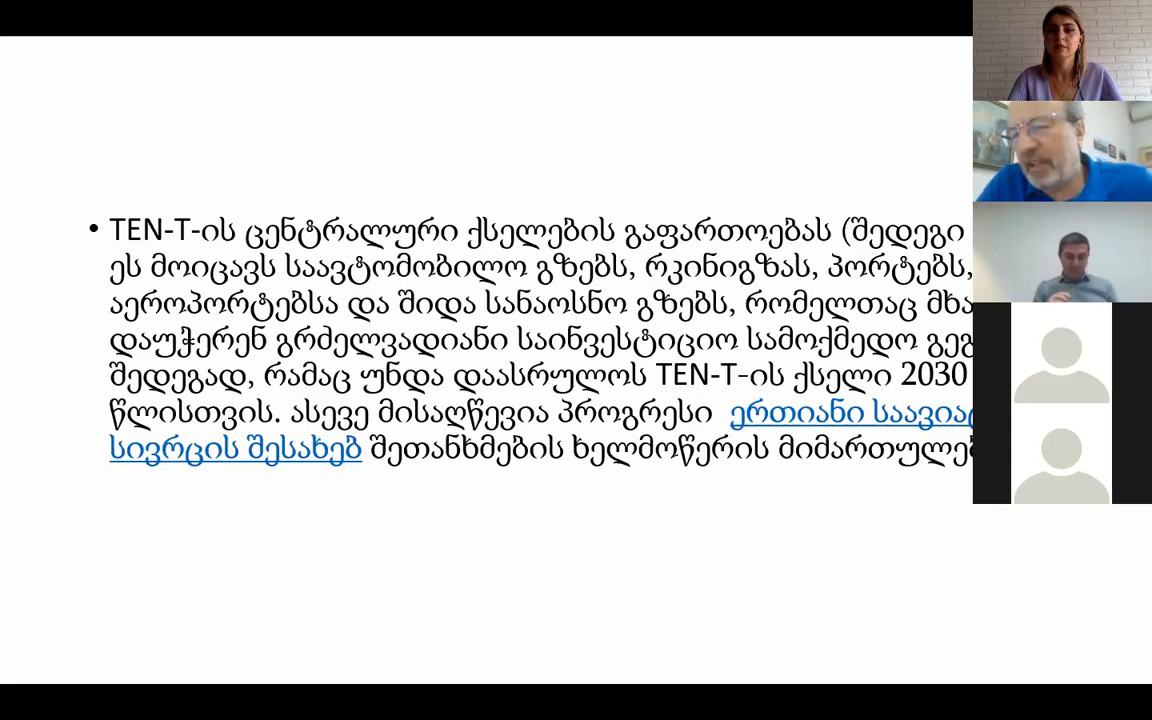 • TEN-T-ის ცენტრალური ქსელების გაფართოებას (შედეგი
ეს მოიცავს საავტომობილო გზებს, რკინიგზას, პორტებს,
აეროპორტებსა და შიდა სანაოსნო გზებს, რომელთაც
დაუჭერენ გრძელვადიანი საინვესტიციო სამოქმედო
შედეგად, რამაც უნდა დაასრულოს TEN-T-ის ქსელი 2030
წლისთვის. ასევე მისაღწევია პროგრესი ერთიანი
სივრცის შესახებ შეთანხმების ხელმოწერის